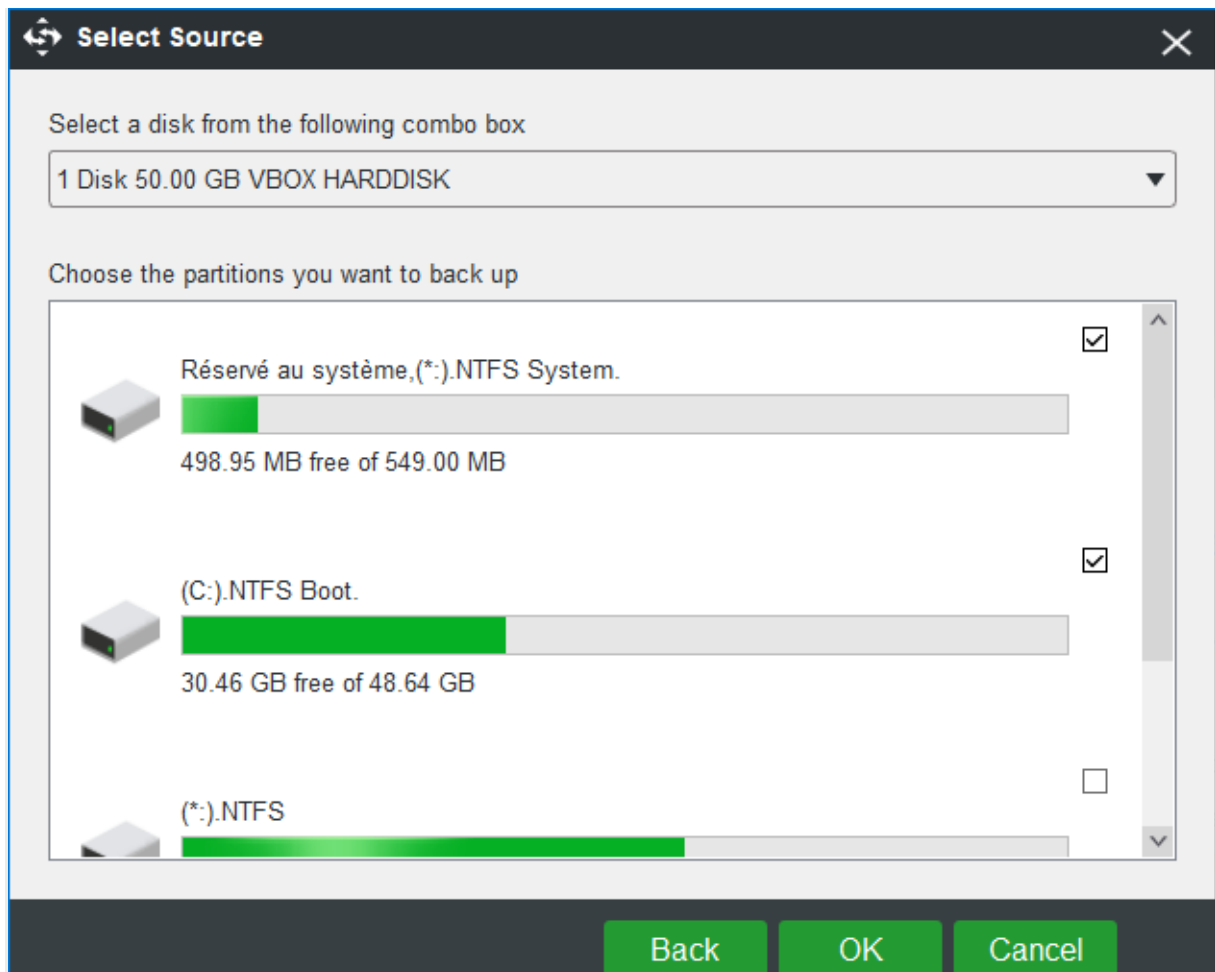 Select Source
Select a disk from the following combo box
1 Disk 50.00 GB VBOX HARDDISK
Choose the partitions you want to back up
Réservé au système,(*:).NTFS System.
498.95 MB free of 549.00 MB
(C:).NTFS Boot.
30.46 GB free of 48.64 GB
(*:).NTFS
Back OK Cancel